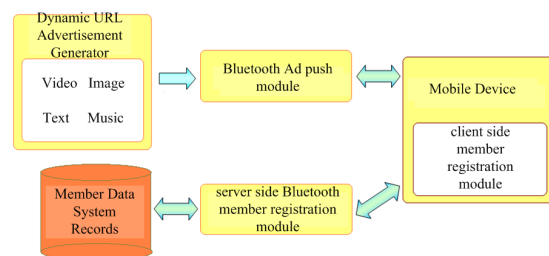 Dynamic URL
Advertisement
Generator
Video Image
Text Music
Bluetooth Ad push
module
Mobile Device
client side
member
registration
module
Member Data
System
Records
server side Bluetooth
member registration
module